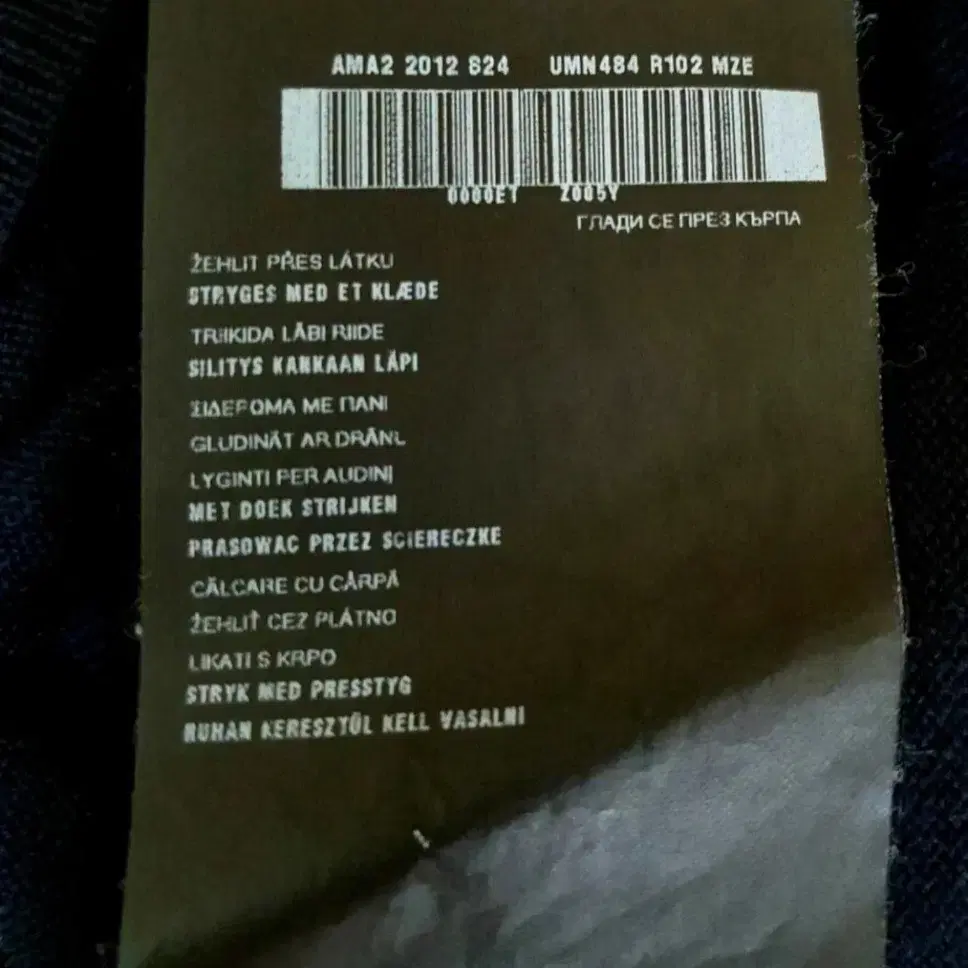 AMA2 2012 824 UMN484 R102 MZE
0000ET Z005Y
ГЛАДИ СЕ ПРЕЗ КЪРПА
ŽEHLIT PŘES LÁTKU
STRYGES MED ET KLÆDE
TRIIKIDA LÄBI RIIDE
SILITYS KANKAAN LÄPI
ΣΙΔΕΡΩΜΑ ΜΕ ΠΑΝΙ
GLUDINĀT AR DRĀNU
LYGINTI PER AUDINĮ
MET DOEK STRIJKEN
PRASOWAC PRZEZ SCIERECZKE
CĂLCARE CU CÂRPĂ
ŽEHLIŤ CEZ PLÁTNO
LIKATI S KRPO
STRYK MED PRESSTYG
RUHAN KERESZTÜL KELL VASALNI